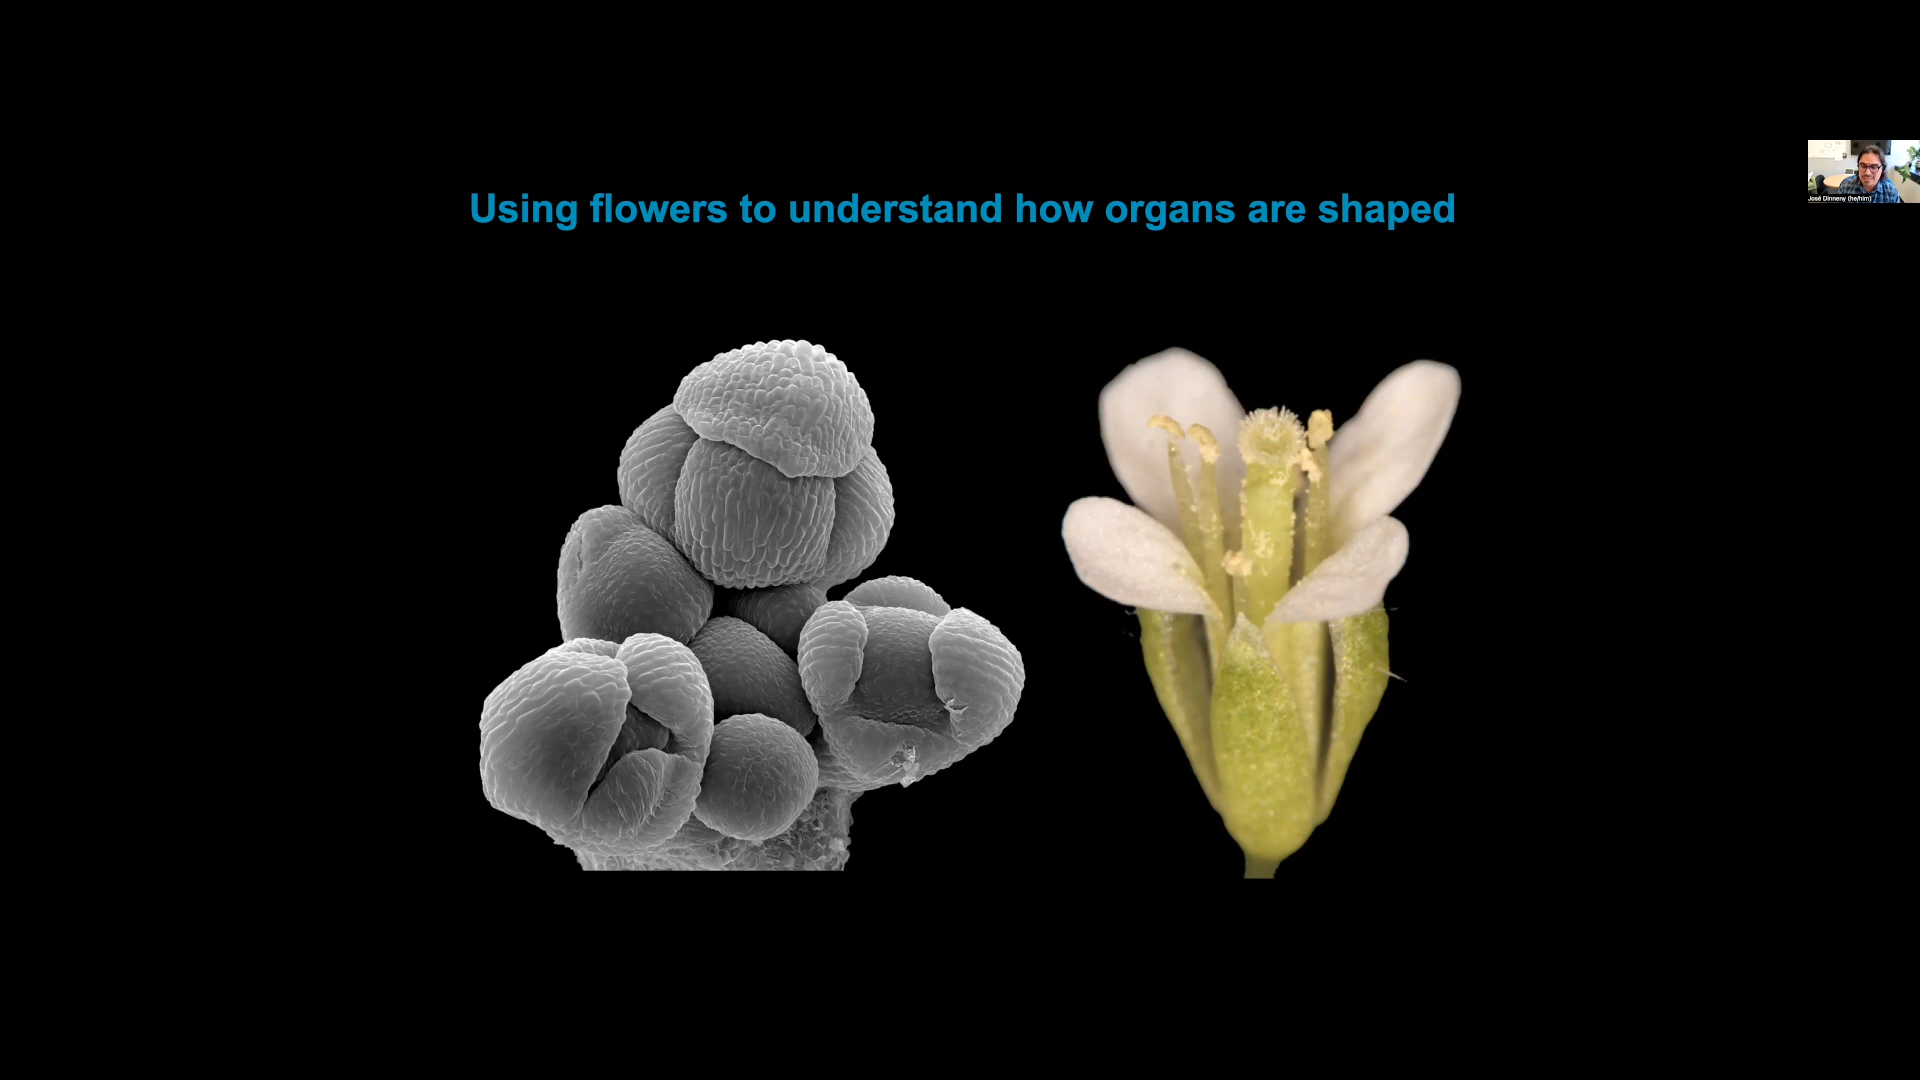 Using flowers to understand how organs are shaped
José Dinneny (he/him)